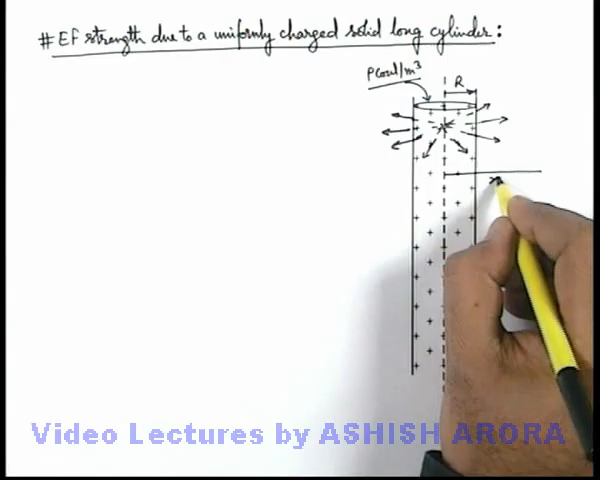 # EF strength due to a uniformly charged solid long cylinder:
ρ coul/m³
R
Video Lectures by ASHISH ARORA